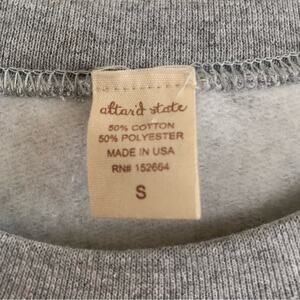 altar'd state
50% COTTON
50% POLYESTER
MADE IN USA
RN# 152664
S